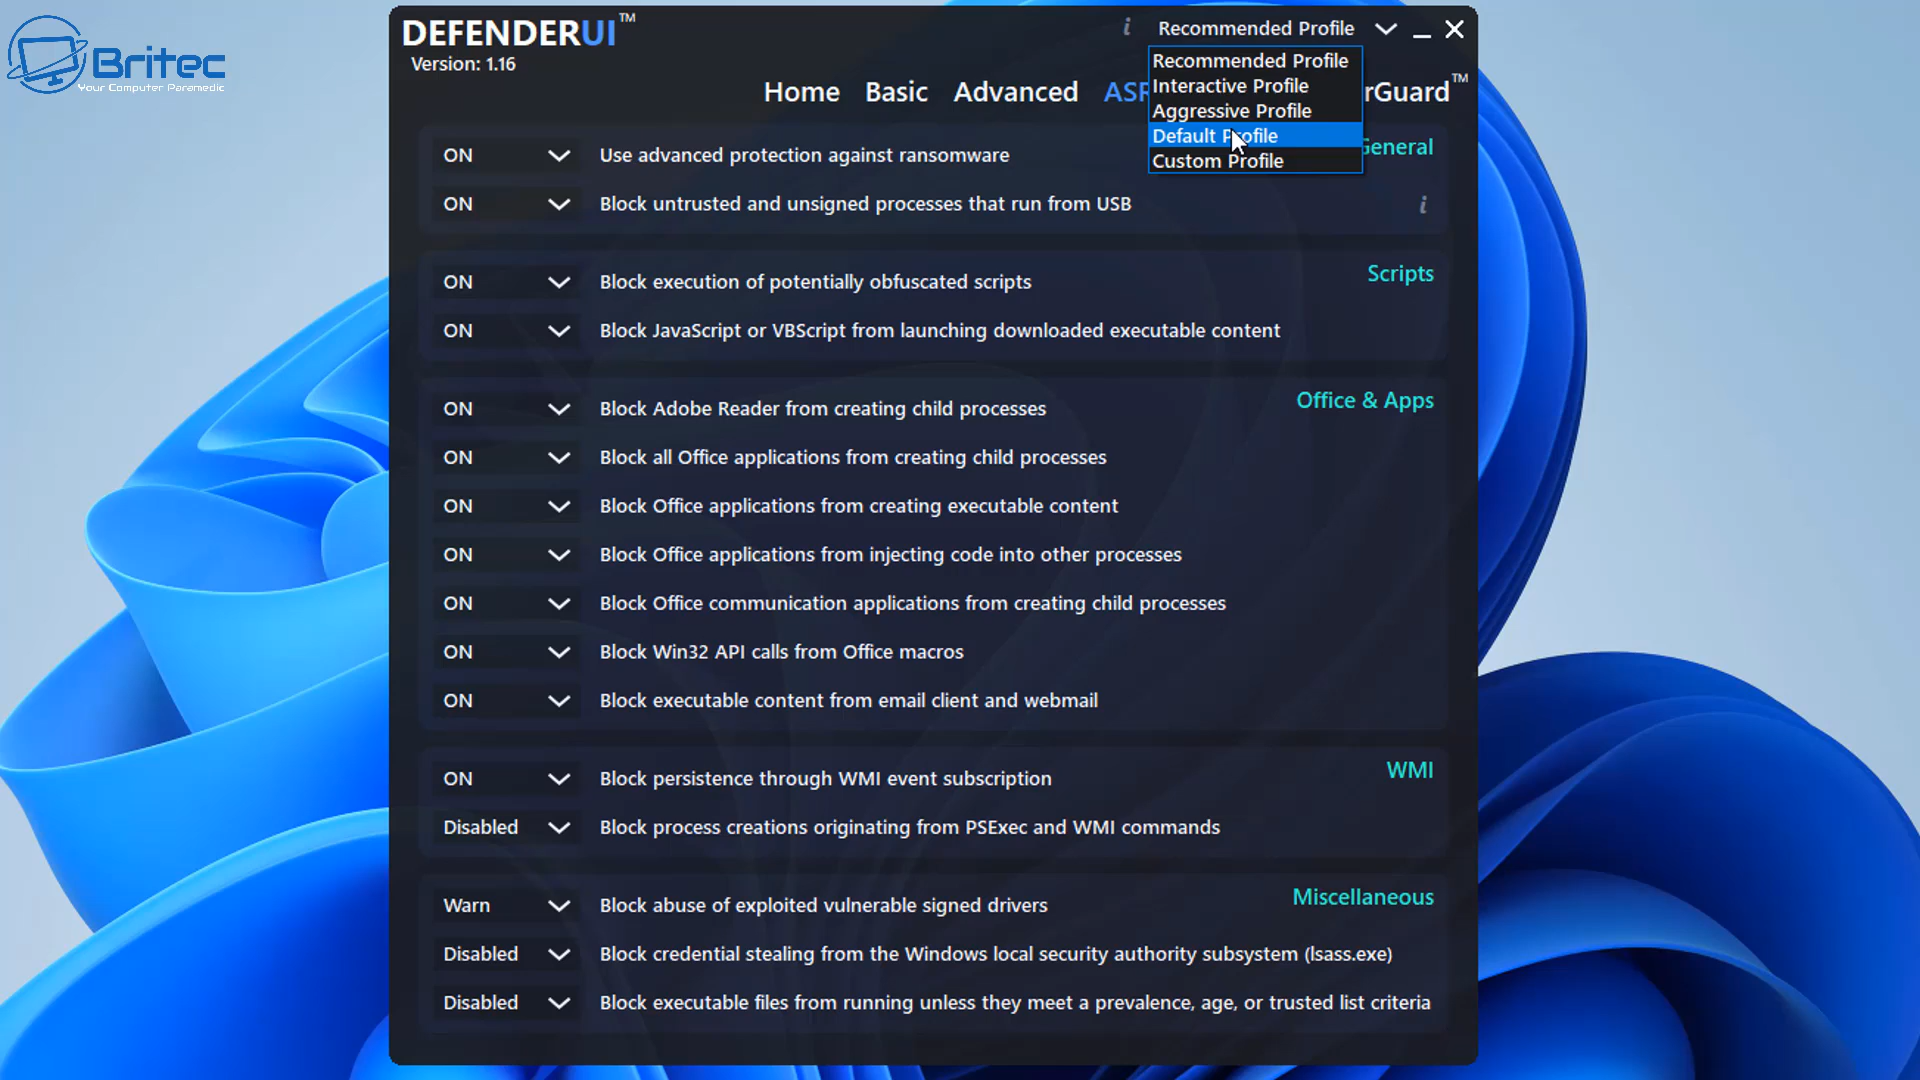 Britec
Your Computer Paramedic
DEFENDERUI™
Version: 1.16
i
Recommended Profile
Recommended Profile
Interactive Profile
Aggressive Profile
Default Profile
Custom Profile
Home Basic Advanced ASR rGuard™
General
ON Use advanced protection against ransomware
ON Block untrusted and unsigned processes that run from USB i
Scripts
ON Block execution of potentially obfuscated scripts
ON Block JavaScript or VBScript from launching downloaded executable content
Office & Apps
ON Block Adobe Reader from creating child processes
ON Block all Office applications from creating child processes
ON Block Office applications from creating executable content
ON Block Office applications from injecting code into other processes
ON Block Office communication applications from creating child processes
ON Block Win32 API calls from Office macros
ON Block executable content from email client and webmail
WMI
ON Block persistence through WMI event subscription
Disabled Block process creations originating from PSExec and WMI commands
Miscellaneous
Warn Block abuse of exploited vulnerable signed drivers
Disabled Block credential stealing from the Windows local security authority subsystem (lsass.exe)
Disabled Block executable files from running unless they meet a prevalence, age, or trusted list criteria